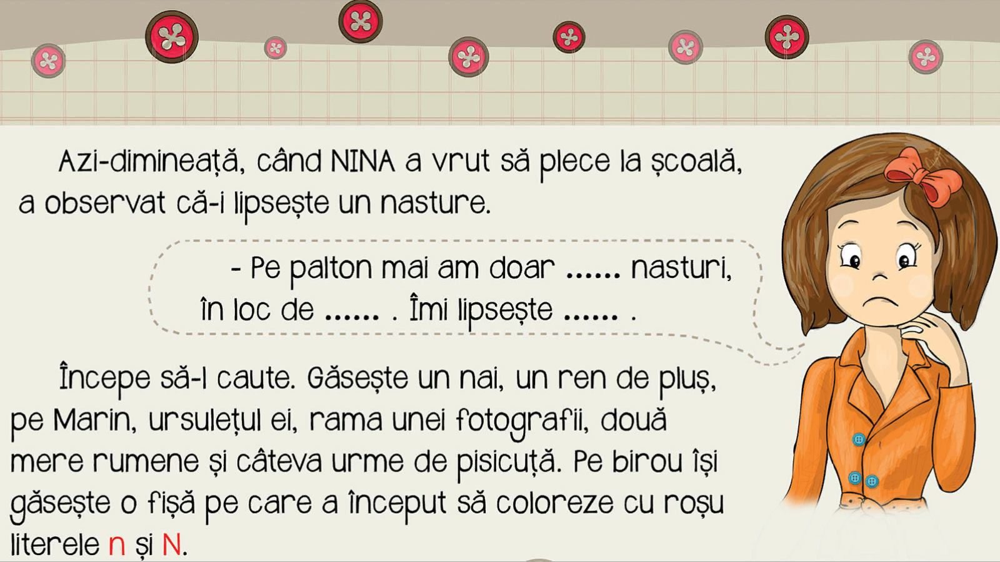 Azi-dimineață, când NINA a vrut să plece la școală,
a observat că-i lipsește un nasture.
- Pe palton mai am doar ...... nasturi,
în loc de ...... . Îmi lipsește ...... .
Începe să-l caute. Găsește un nai, un ren de pluș,
pe Marin, ursulețul ei, rama unei fotografii, două
mere rumene și câteva urme de pisicuță. Pe birou își
găsește o fișă pe care a început să coloreze cu roșu
literele n și N.